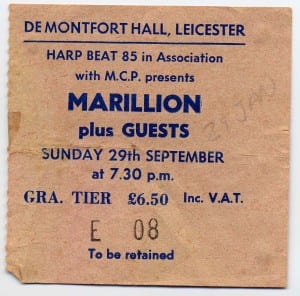 DE MONTFORT HALL, LEICESTER
HARP BEAT 85 in Association
with M.C.P. presents
MARILLION
plus GUESTS
SUNDAY 29th SEPTEMBER
at 7.30 p.m.
GRA. TIER £6.50 Inc. V.A.T.
E 08
To be retained